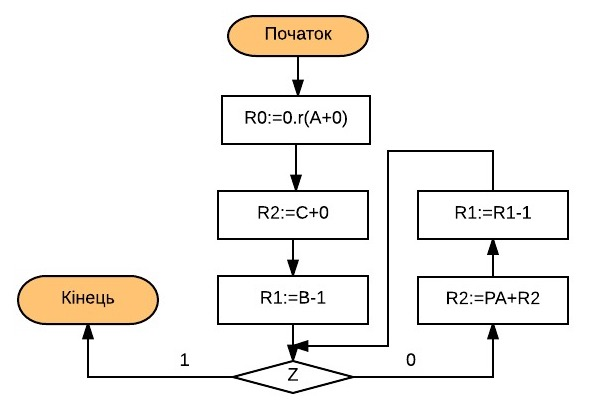 Початок
R0:=0.r(A+0)
R2:=C+0
R1:=R1-1
Кінець
R1:=B-1
R2:=PA+R2
1
0
Z